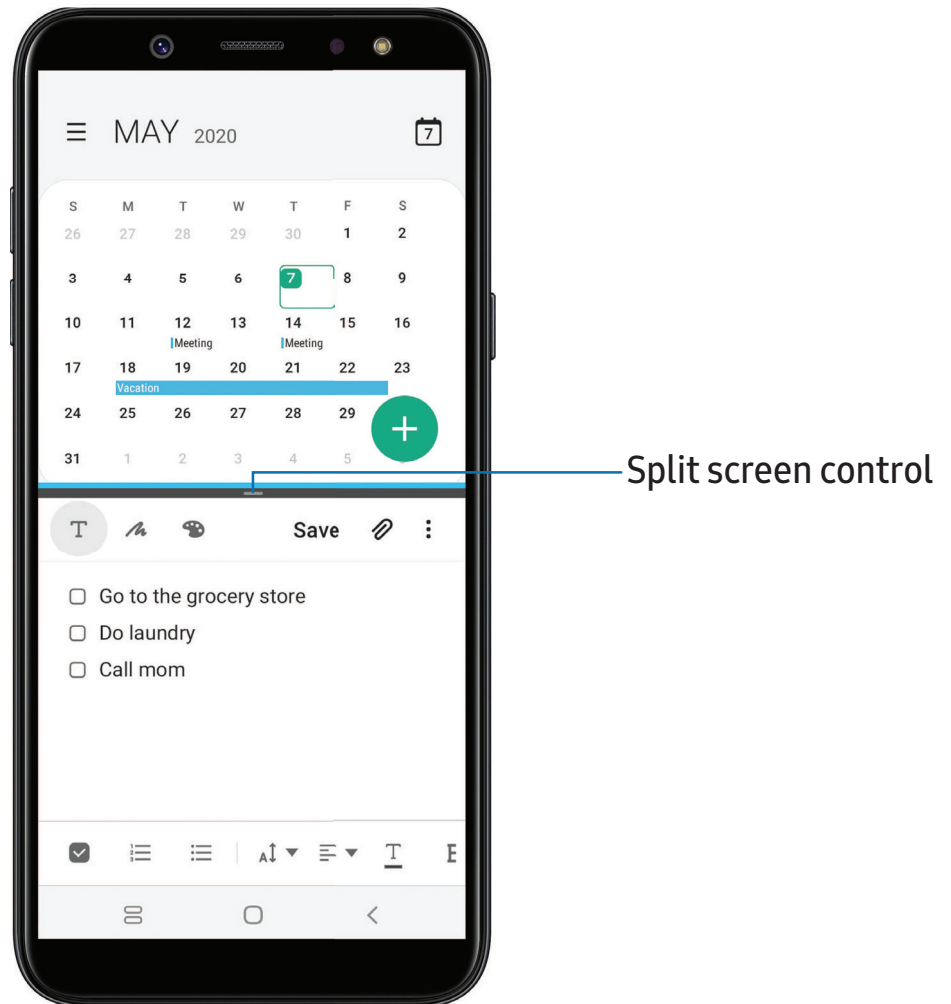 MAY 2020 7
S M T W T F S
26 27 28 29 30 1 2
3 4 5 6 7 8 9
10 11 12 13 14 15 16
Meeting Meeting
17 18 19 20 21 22 23
Vacation
24 25 26 27 28 29
31 1 2 3 4 5
Split screen control
T Save
Go to the grocery store
Do laundry
Call mom
A T